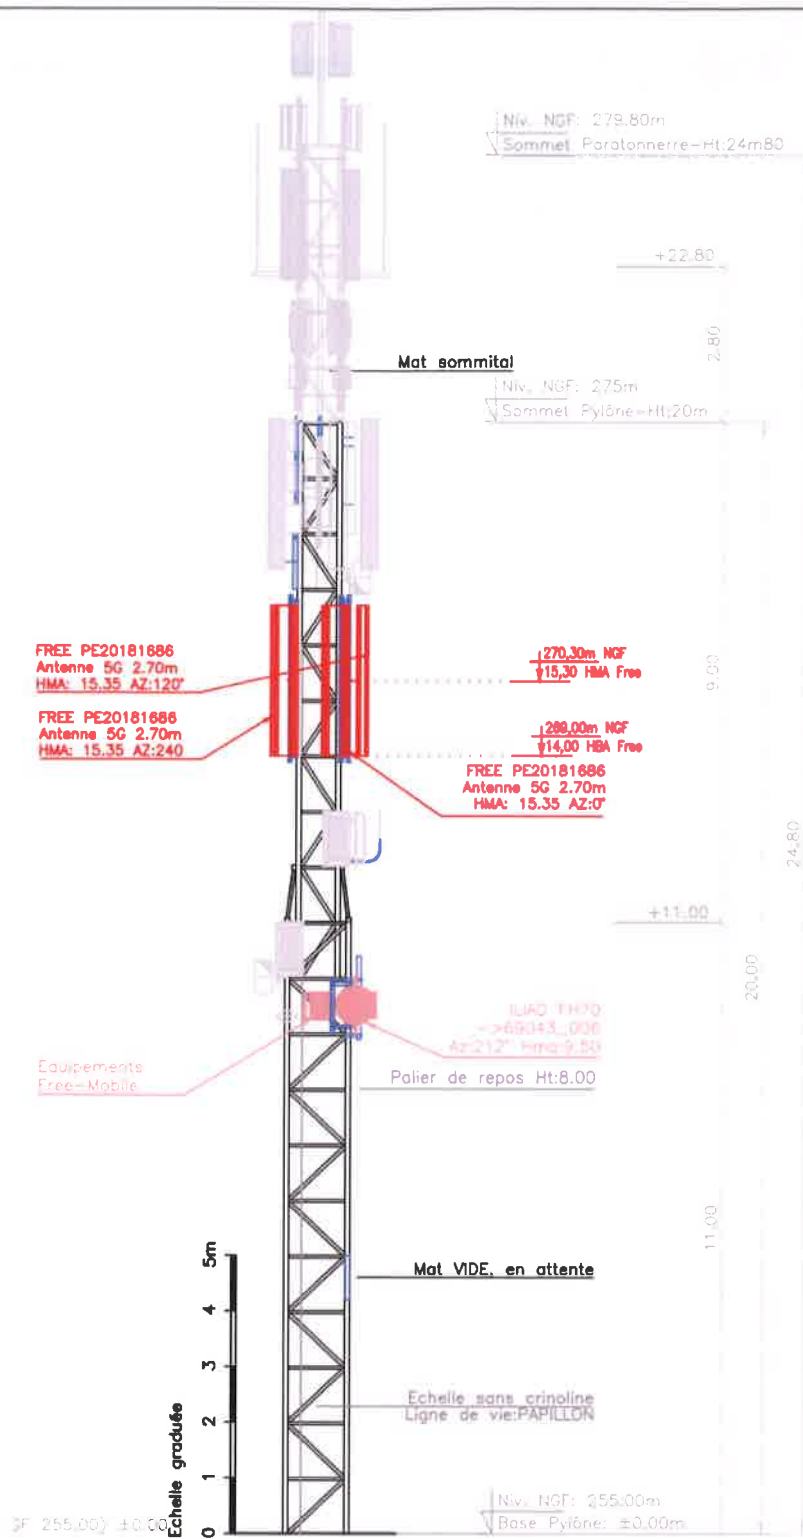 Niv. NGF: 279.80m
Sommet Paratonnerre-Ht:24m80
+22.80
2.80
Mat sommital
Niv. NGF: 275m
Sommet Pylône-Ht:20m
FREE PE20181686
Antenne 5G 2.70m
HMA: 15.35 AZ:120°
270,30m NGF
15,30 HMA Free
9.00
FREE PE20181686
Antenne 5G 2.70m
HMA: 15.35 AZ:240
269,00m NGF
14,00 HBA Free
FREE PE20181686
Antenne 5G 2.70m
HMA: 15.35 AZ:0°
24.80
+11.00
20.00
ILIAD FH70
->69043_006
Az:212° Hma:9.50
Equipements
Free-Mobile
Palier de repos Ht:8.00
11.00
Mat VIDE, en attente
5m
4
3
2
1
0
Echelle graduée
Echelle sans crinoline
Ligne de vie:PAPILLON
Niv. NGF: 255.00m
Base Pylône: ±0.00m
255.00) ±0.00